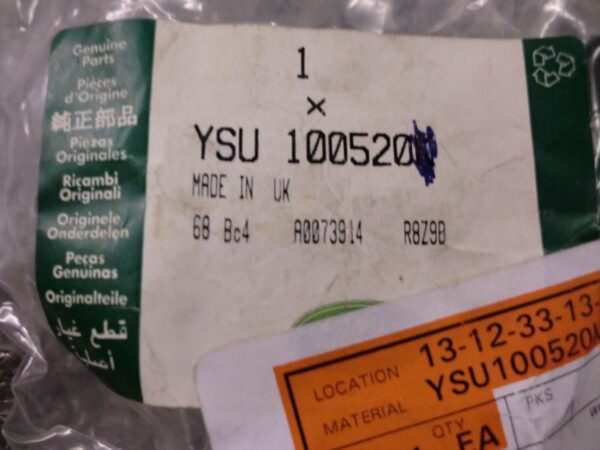 Genuine
Parts
Pièces
d'Origine
純正部品
Piezas
Originales
Ricambi
Originali
Originele
Onderdelen
Peças
Genuinas
Originalteile
قطع غيار
1
×
YSU 100520
MADE IN UK
68 Bc4 A0073914 R8Z9B
LOCATION 13-12-33-13-
MATERIAL YSU100520
QTY PKS
EA